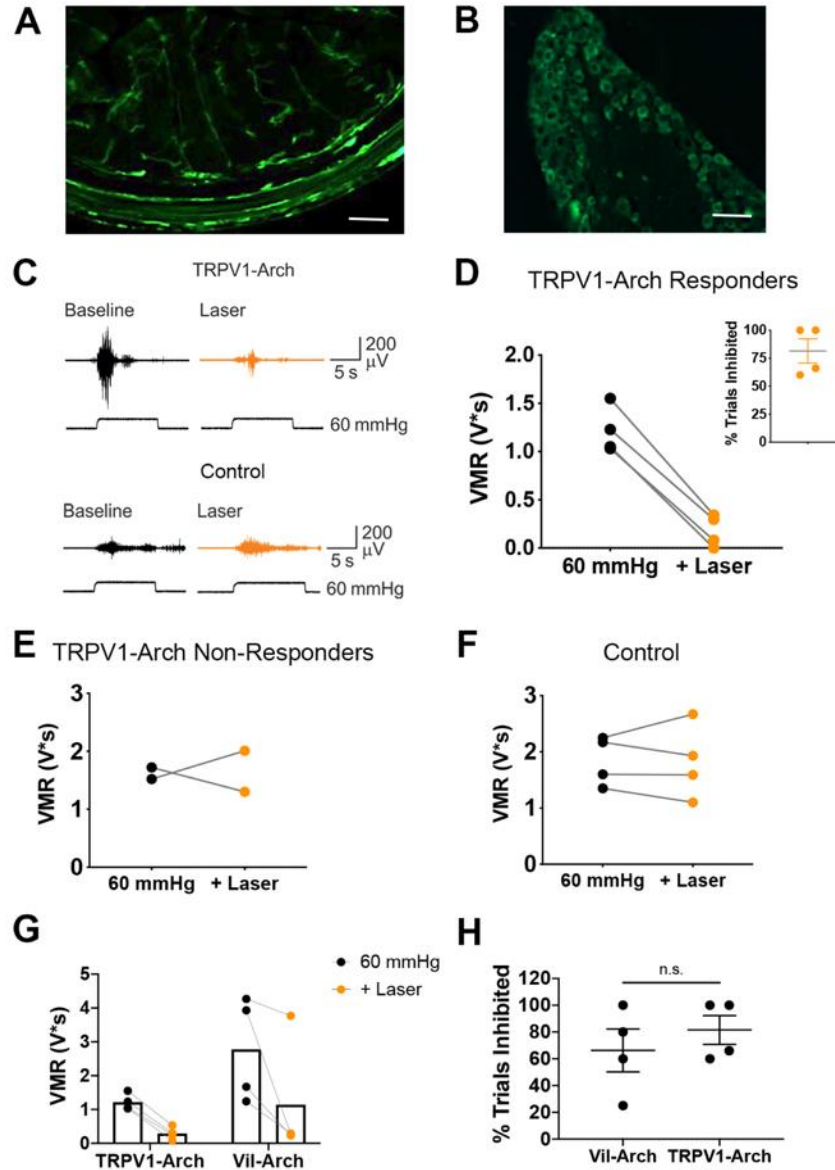 A
B
C
TRPV1-Arch
Baseline
Laser
200
µV
5 s
60 mmHg
Control
Baseline
Laser
200
µV
5 s
60 mmHg
D
TRPV1-Arch Responders
VMR (V*s)
2.0
1.5
1.0
0.5
0.0
60 mmHg
+ Laser
% Trials Inhibited
100
75
50
25
0
E
TRPV1-Arch Non-Responders
VMR (V*s)
3
2
1
0
60 mmHg
+ Laser
F
Control
VMR (V*s)
3
2
1
0
60 mmHg
+ Laser
G
60 mmHg
+ Laser
VMR (V*s)
5
4
3
2
1
0
TRPV1-Arch
Vil-Arch
H
n.s.
% Trials Inhibited
120
100
80
60
40
20
0
Vil-Arch
TRPV1-Arch